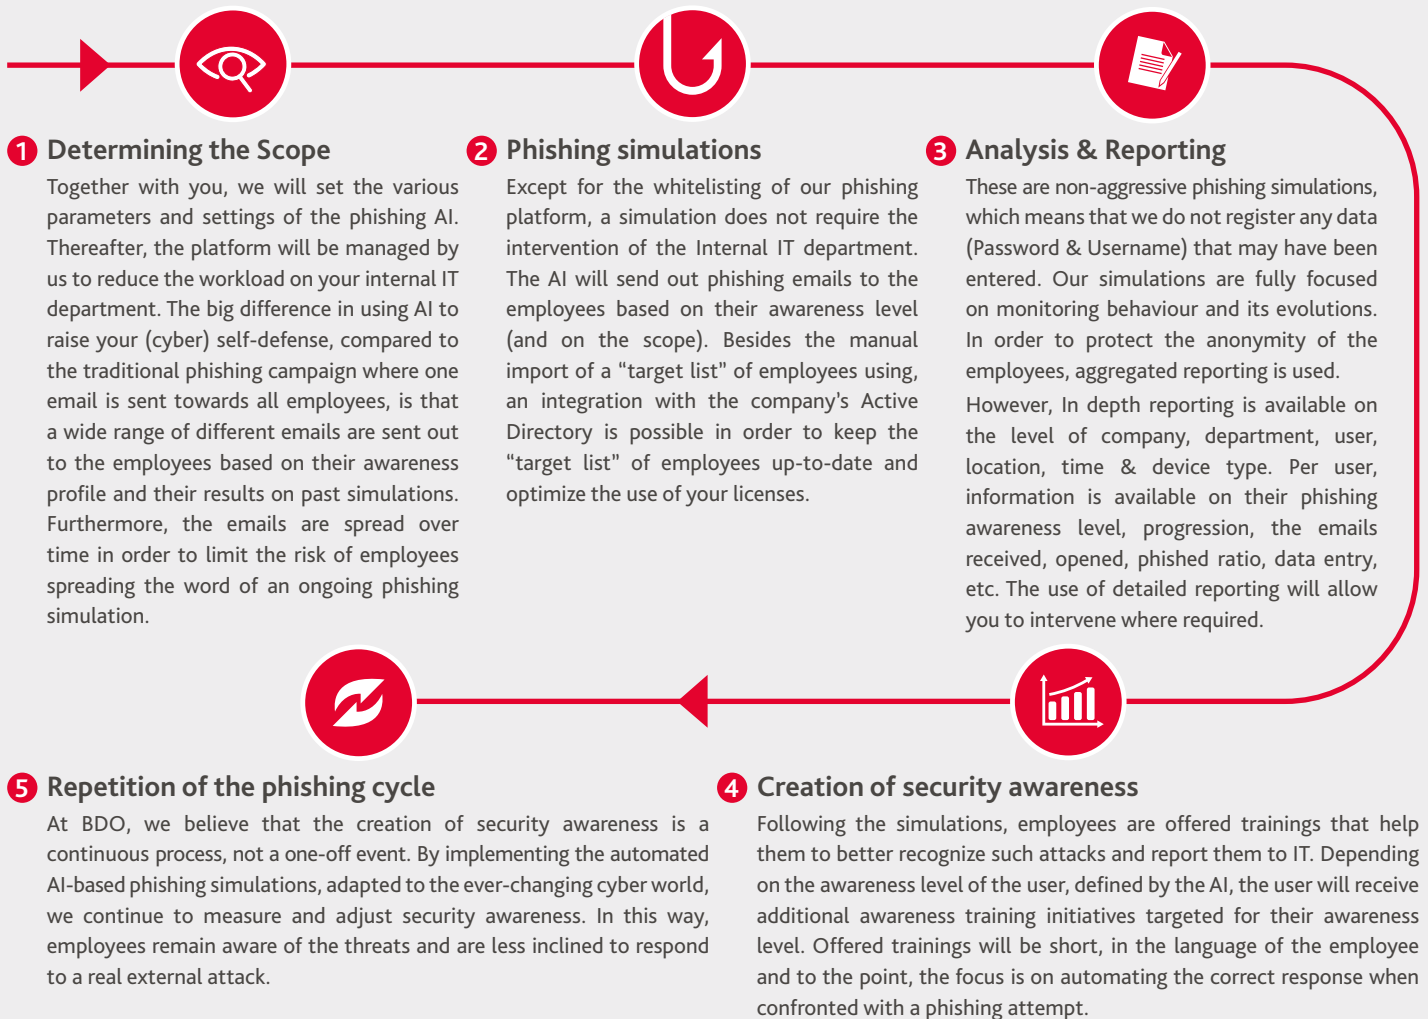 1 Determining the Scope
Together with you, we will set the various
parameters and settings of the phishing AI.
Thereafter, the platform will be managed by
us to reduce the workload on your internal IT
department. The big difference in using AI to
raise your (cyber) self-defense, compared to
the traditional phishing campaign where one
email is sent towards all employees, is that
a wide range of different emails are sent out
to the employees based on their awareness
profile and their results on past simulations.
Furthermore, the emails are spread over
time in order to limit the risk of employees
spreading the word of an ongoing phishing
simulation.
2 Phishing simulations
Except for the whitelisting of our phishing
platform, a simulation does not require the
intervention of the Internal IT department.
The AI will send out phishing emails to the
employees based on their awareness level
(and on the scope). Besides the manual
import of a “target list” of employees using,
an integration with the company's Active
Directory is possible in order to keep the
“target list” of employees up-to-date and
optimize the use of your licenses.
3 Analysis & Reporting
These are non-aggressive phishing simulations,
which means that we do not register any data
(Password & Username) that may have been
entered. Our simulations are fully focused
on monitoring behaviour and its evolutions.
In order to protect the anonymity of the
employees, aggregated reporting is used.
However, In depth reporting is available on
the level of company, department, user,
location, time & device type. Per user,
information is available on their phishing
awareness level, progression, the emails
received, opened, phished ratio, data entry,
etc. The use of detailed reporting will allow
you to intervene where required.
4 Creation of security awareness
Following the simulations, employees are offered trainings that help
them to better recognize such attacks and report them to IT. Depending
on the awareness level of the user, defined by the AI, the user will receive
additional awareness training initiatives targeted for their awareness
level. Offered trainings will be short, in the language of the employee
and to the point, the focus is on automating the correct response when
confronted with a phishing attempt.
5 Repetition of the phishing cycle
At BDO, we believe that the creation of security awareness is a
continuous process, not a one-off event. By implementing the automated
AI-based phishing simulations, adapted to the ever-changing cyber world,
we continue to measure and adjust security awareness. In this way,
employees remain aware of the threats and are less inclined to respond
to a real external attack.